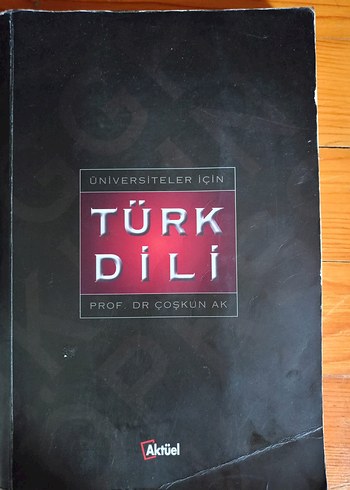 ÜNİVERSİTELER İÇİN
TÜRK
DİLİ
PROF. DR ÇOŞKUN AK
Aktüel